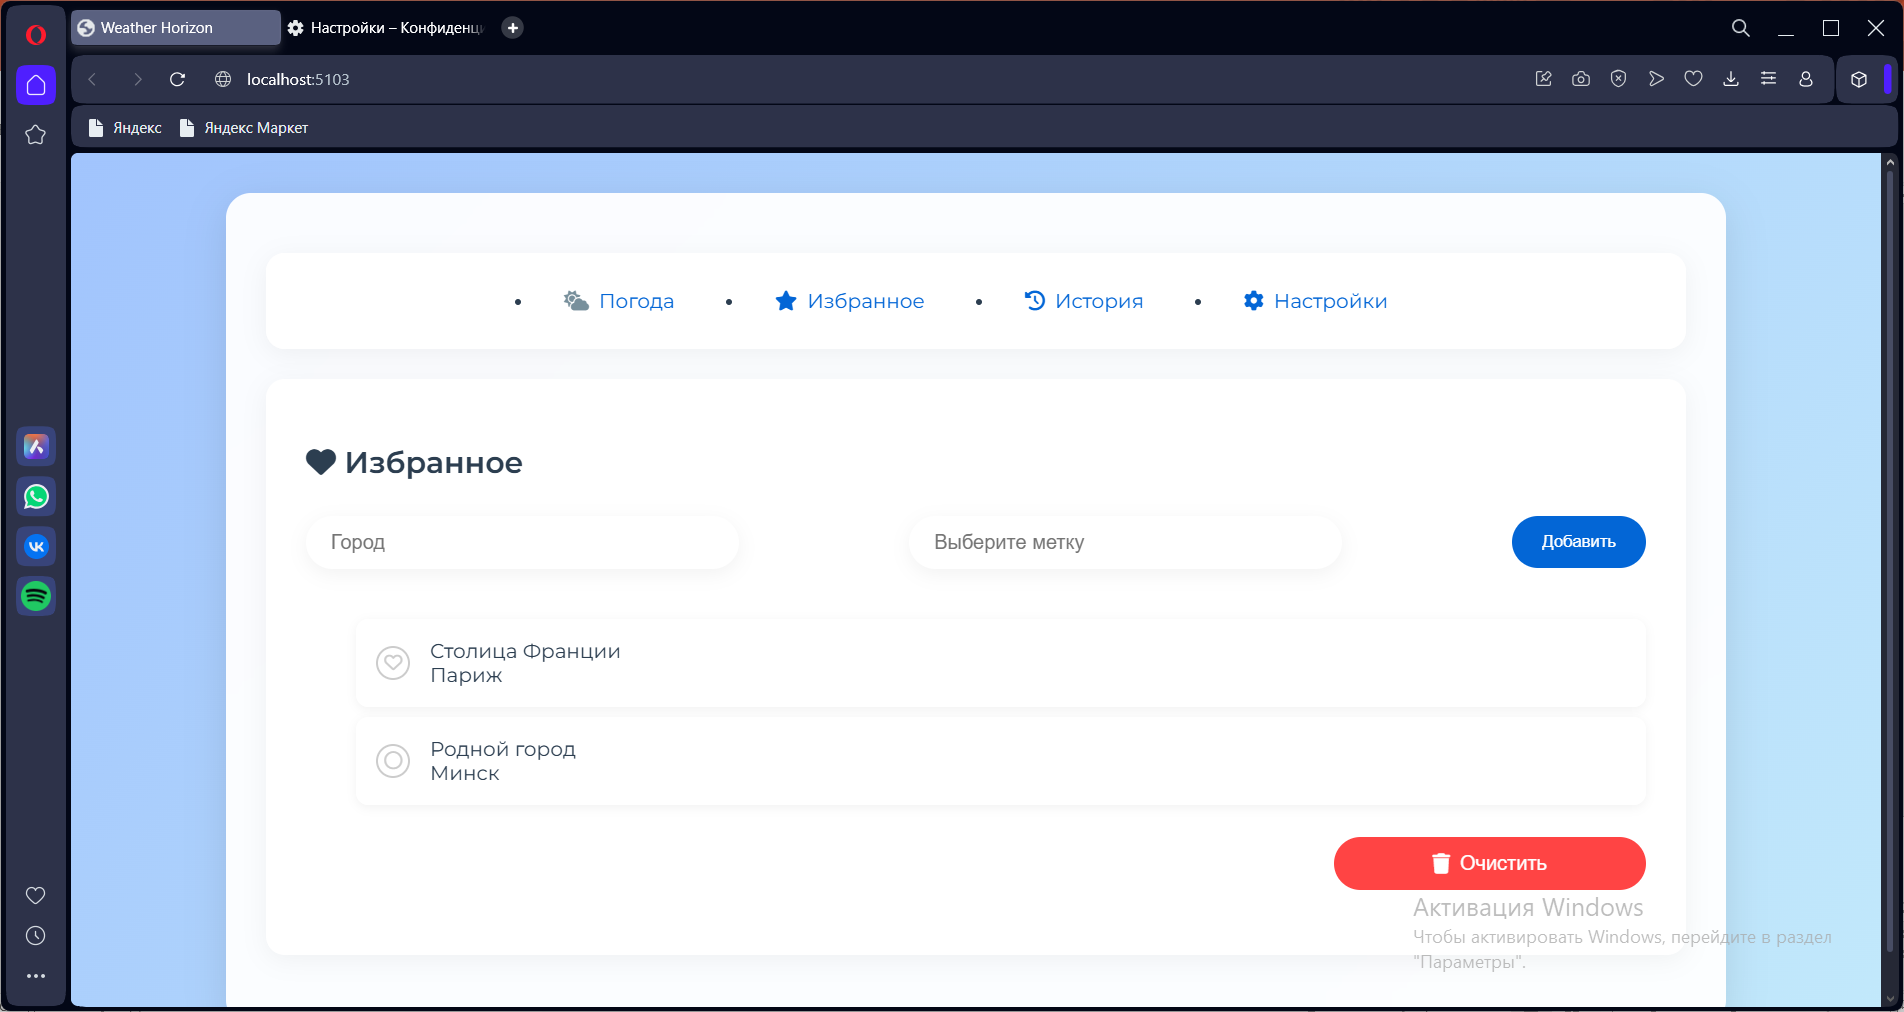 Weather Horizon
Настройки – Конфиденц
localhost:5103
Яндекс
Яндекс Маркет
Погода
Избранное
История
Настройки
Избранное
Город
Выберите метку
Добавить
Столица Франции
Париж
Родной город
Минск
Очистить
Активация Windows
Чтобы активировать Windows, перейдите в раздел
"Параметры".